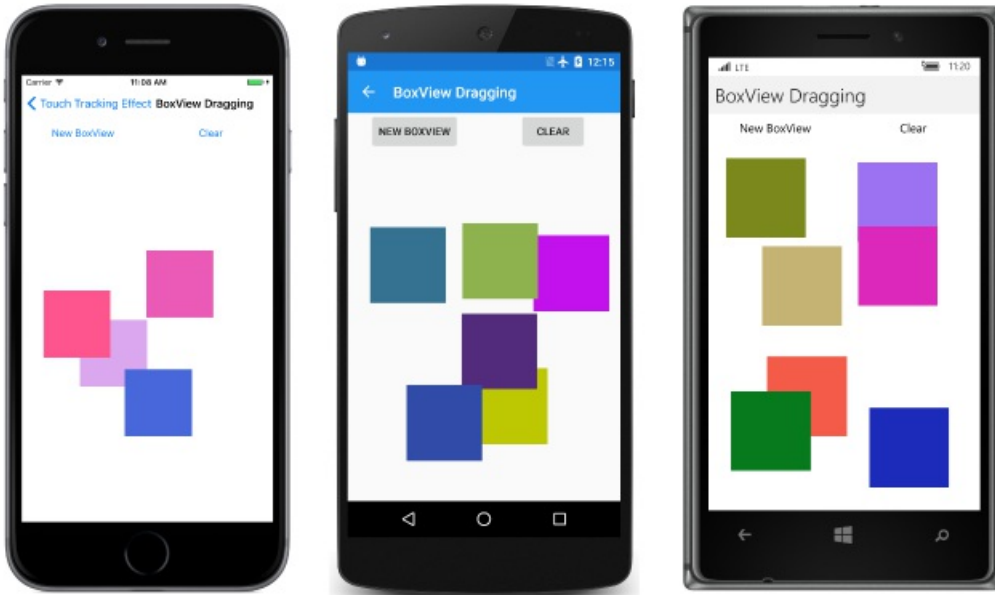 Carrier 11:08 AM
Touch Tracking Effect BoxView Dragging
New BoxView Clear
12:15
BoxView Dragging
NEW BOXVIEW CLEAR
LTE 11:20
BoxView Dragging
New BoxView Clear